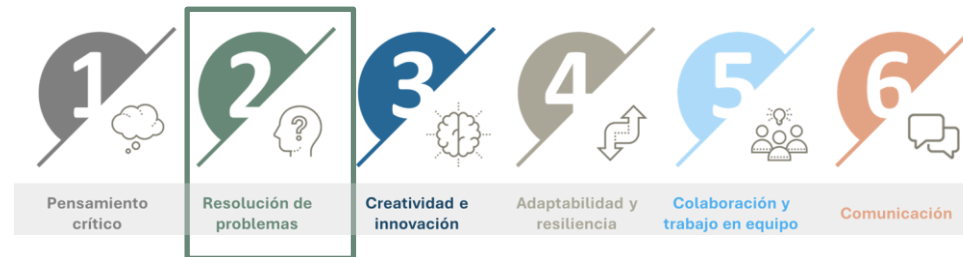 1
2
3
4
5
6
?
Pensamiento
crítico
Resolución de
problemas
Creatividad e
innovación
Adaptabilidad y
resiliencia
Colaboración y
trabajo en equipo
Comunicación